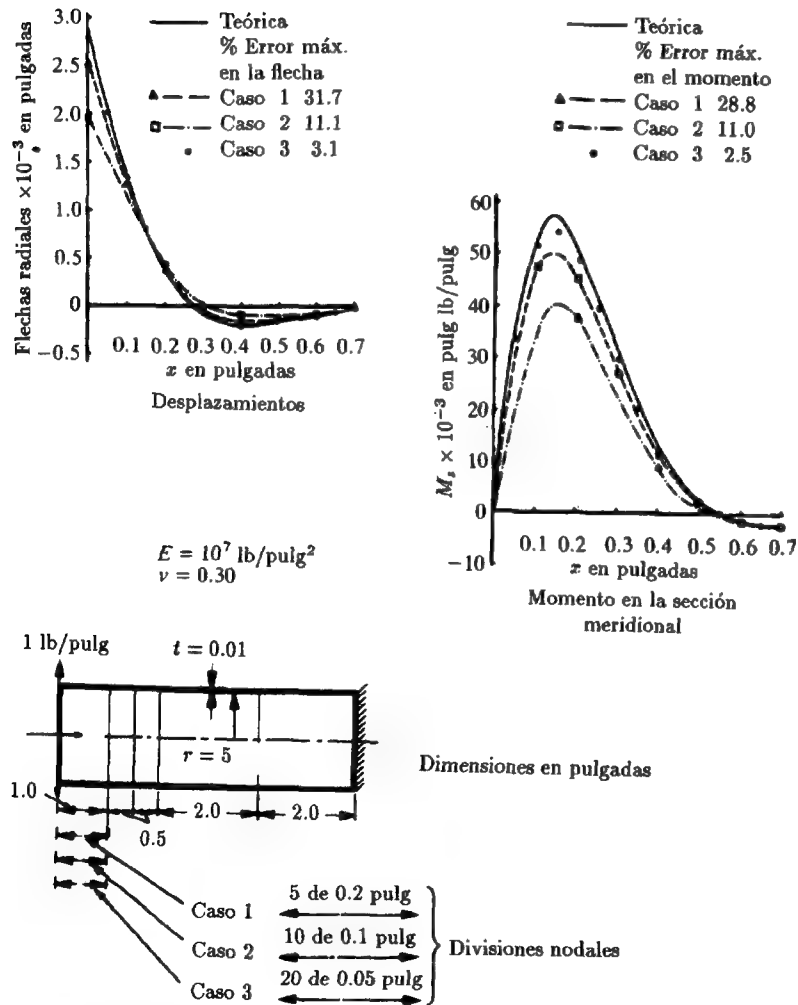 Teórica
% Error máx.
en la flecha
Caso 1 31.7
Caso 2 11.1
Caso 3 3.1
Flechas radiales ×10⁻³ en pulgadas
3.0
2.5
2.0
1.5
1.0
0.5
0
−0.5
0.1 0.2 0.3 0.4 0.5 0.6 0.7
x en pulgadas
Desplazamientos
Teórica
% Error máx.
en el momento
Caso 1 28.8
Caso 2 11.0
Caso 3 2.5
Mₛ × 10⁻³ en pulg lb/pulg
60
50
40
30
20
10
0
−10
0.1 0.2 0.3 0.4 0.5 0.6 0.7
x en pulgadas
Momento en la sección
meridional
E = 10⁷ lb/pulg²
ν = 0.30
1 lb/pulg
t = 0.01
r = 5
Dimensiones en pulgadas
1.0
0.5
2.0
2.0
Caso 1 5 de 0.2 pulg
Caso 2 10 de 0.1 pulg
Caso 3 20 de 0.05 pulg
Divisiones nodales